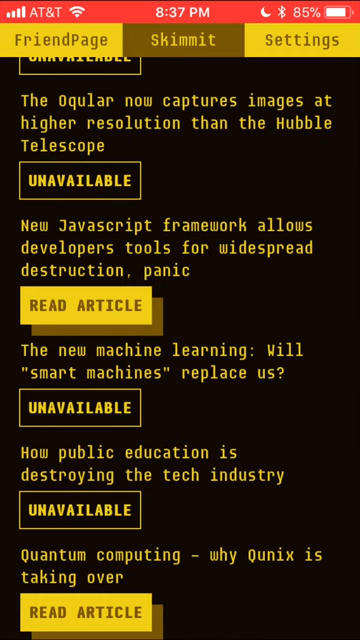 AT&T 8:37 PM 85%
FriendPage Skimmit Settings
UNAVAILABLE
The Oqular now captures images at
higher resolution than the Hubble
Telescope
UNAVAILABLE
New Javascript framework allows
developers tools for widespread
destruction, panic
READ ARTICLE
The new machine learning: Will
"smart machines" replace us?
UNAVAILABLE
How public education is
destroying the tech industry
UNAVAILABLE
Quantum computing - why Qunix is
taking over
READ ARTICLE